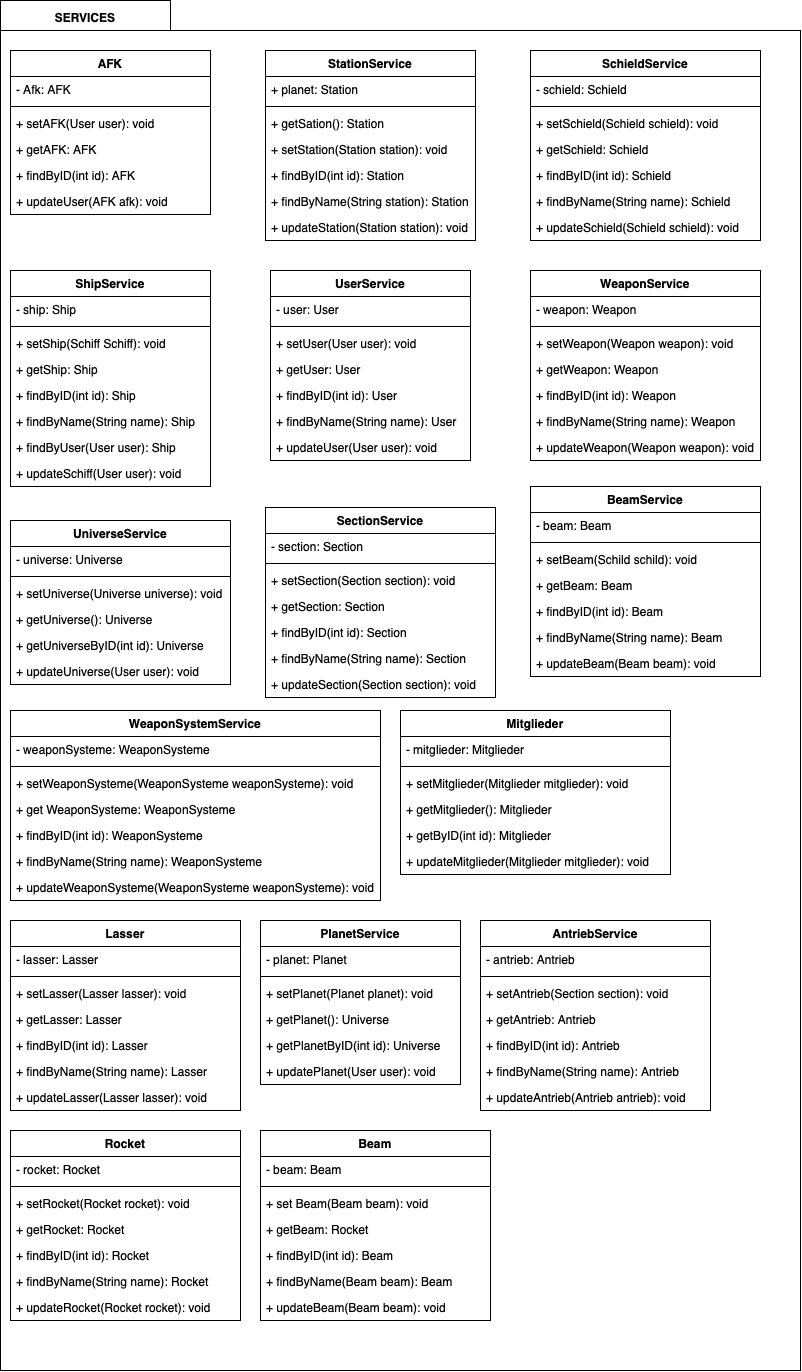 SERVICES
AFK
- Afk: AFK
+ setAFK(User user): void
+ getAFK: AFK
+ findByID(int id): AFK
+ updateUser(AFK afk): void
StationService
+ planet: Station
+ getSation(): Station
+ setStation(Station station): void
+ findByID(int id): Station
+ findByName(String station): Station
+ updateStation(Station station): void
SchieldService
- schield: Schield
+ setSchield(Schield schield): void
+ getSchield: Schield
+ findByID(int id): Schield
+ findByName(String name): Schield
+ updateSchield(Schield schield): void
ShipService
- ship: Ship
+ setShip(Schiff Schiff): void
+ getShip: Ship
+ findByID(int id): Ship
+ findByName(String name): Ship
+ findByUser(User user): Ship
+ updateSchiff(User user): void
UserService
- user: User
+ setUser(User user): void
+ getUser: User
+ findByID(int id): User
+ findByName(String name): User
+ updateUser(User user): void
WeaponService
- weapon: Weapon
+ setWeapon(Weapon weapon): void
+ getWeapon: Weapon
+ findByID(int id): Weapon
+ findByName(String name): Weapon
+ updateWeapon(Weapon weapon): void
UniverseService
- universe: Universe
+ setUniverse(Universe universe): void
+ getUniverse(): Universe
+ getUniverseByID(int id): Universe
+ updateUniverse(User user): void
SectionService
- section: Section
+ setSection(Section section): void
+ getSection: Section
+ findByID(int id): Section
+ findByName(String name): Section
+ updateSection(Section section): void
BeamService
- beam: Beam
+ setBeam(Schild schild): void
+ getBeam: Beam
+ findByID(int id): Beam
+ findByName(String name): Beam
+ updateBeam(Beam beam): void
WeaponSystemService
- weaponSysteme: WeaponSysteme
+ setWeaponSysteme(WeaponSysteme weaponSysteme): void
+ get WeaponSysteme: WeaponSysteme
+ findByID(int id): WeaponSysteme
+ findByName(String name): WeaponSysteme
+ updateWeaponSysteme(WeaponSysteme weaponSysteme): void
Mitglieder
- mitglieder: Mitglieder
+ setMitglieder(Mitglieder mitglieder): void
+ getMitglieder(): Mitglieder
+ getByID(int id): Mitglieder
+ updateMitglieder(Mitglieder mitglieder): void
Lasser
- lasser: Lasser
+ setLasser(Lasser lasser): void
+ getLasser: Lasser
+ findByID(int id): Lasser
+ findByName(String name): Lasser
+ updateLasser(Lasser lasser): void
PlanetService
- planet: Planet
+ setPlanet(Planet planet): void
+ getPlanet(): Universe
+ getPlanetByID(int id): Universe
+ updatePlanet(User user): void
AntriebService
- antrieb: Antrieb
+ setAntrieb(Section section): void
+ getAntrieb: Antrieb
+ findByID(int id): Antrieb
+ findByName(String name): Antrieb
+ updateAntrieb(Antrieb antrieb): void
Rocket
- rocket: Rocket
+ setRocket(Rocket rocket): void
+ getRocket: Rocket
+ findByID(int id): Rocket
+ findByName(String name): Rocket
+ updateRocket(Rocket rocket): void
Beam
- beam: Beam
+ set Beam(Beam beam): void
+ getBeam: Rocket
+ findByID(int id): Beam
+ findByName(Beam beam): Beam
+ updateBeam(Beam beam): void